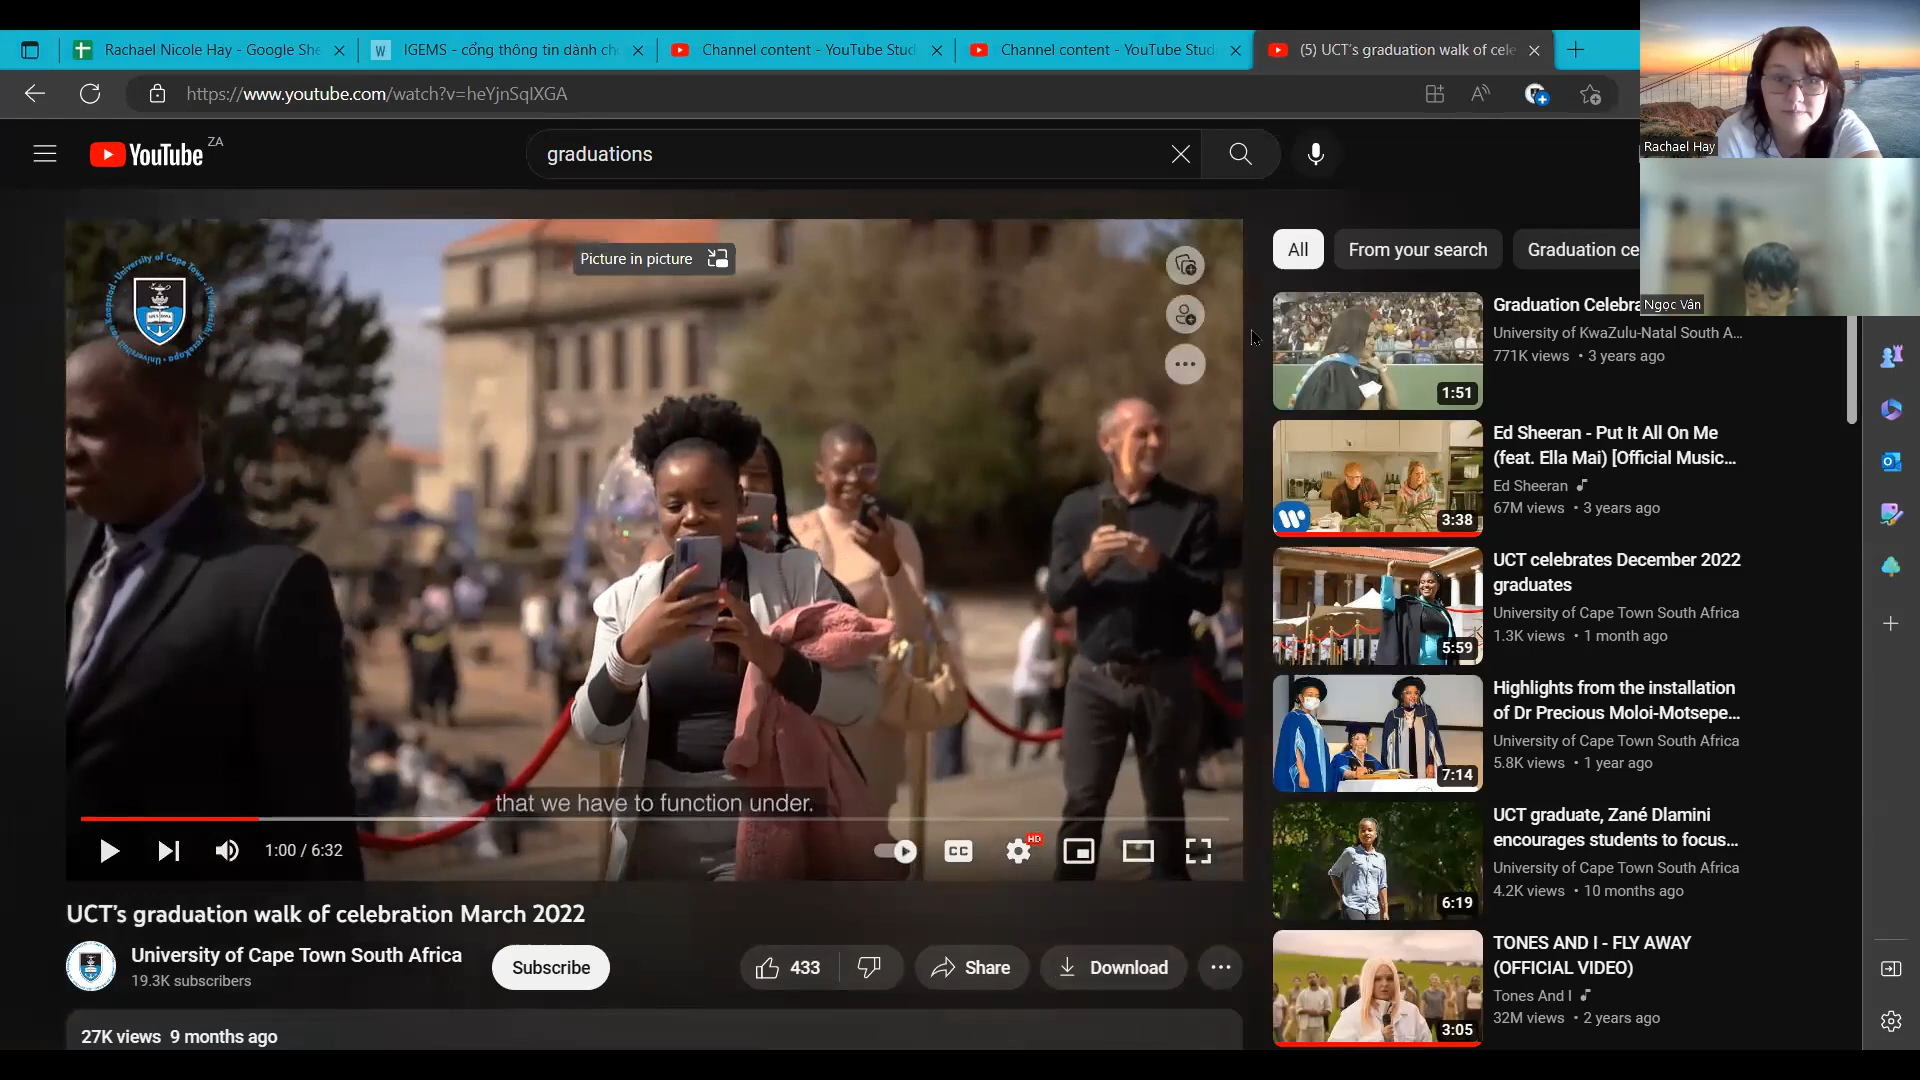 Rachael Nicole Hay - Google She
IGEMS - cổng thông tin dành ch
Channel content - YouTube Stud
Channel content - YouTube Stud
(5) UCT's graduation walk of cele
https://www.youtube.com/watch?v=heYjnSqlXGA
YouTube ZA
graduations
Rachael Hay
Ngọc Vân
Picture in picture
University of Cape Town
that we have to function under.
1:00 / 6:32
CC
HD
UCT's graduation walk of celebration March 2022
University of Cape Town South Africa
19.3K subscribers
Subscribe
433
Share
Download
27K views 9 months ago
All
From your search
Graduation ce
Graduation Celebra
University of KwaZulu-Natal South A...
771K views • 3 years ago
1:51
Ed Sheeran - Put It All On Me
(feat. Ella Mai) [Official Music...
Ed Sheeran
67M views • 3 years ago
3:38
UCT celebrates December 2022
graduates
University of Cape Town South Africa
1.3K views • 1 month ago
5:59
Highlights from the installation
of Dr Precious Moloi-Motsepe...
University of Cape Town South Africa
5.8K views • 1 year ago
7:14
UCT graduate, Zané Dlamini
encourages students to focus...
University of Cape Town South Africa
4.2K views • 10 months ago
6:19
TONES AND I - FLY AWAY
(OFFICIAL VIDEO)
Tones And I
32M views • 2 years ago
3:05